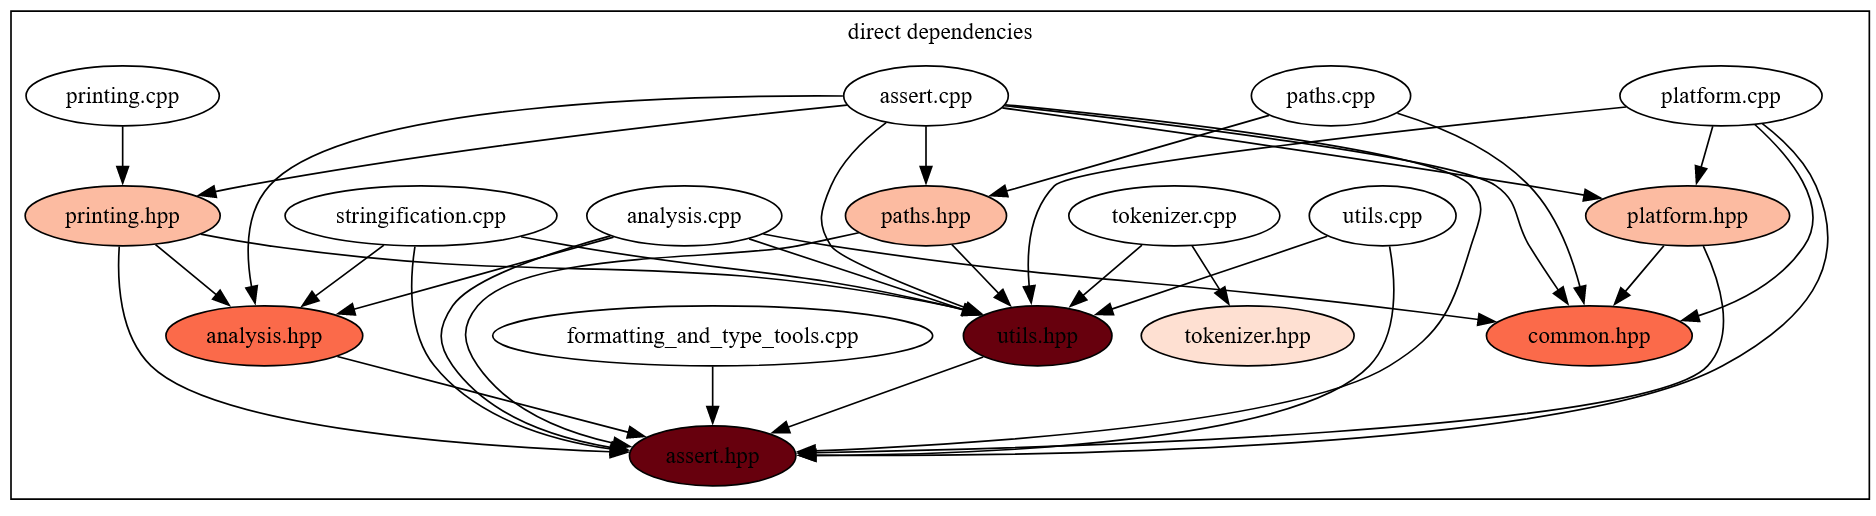 direct dependencies
printing.cpp
assert.cpp
paths.cpp
platform.cpp
printing.hpp
stringification.cpp
analysis.cpp
paths.hpp
tokenizer.cpp
utils.cpp
platform.hpp
analysis.hpp
formatting_and_type_tools.cpp
utils.hpp
tokenizer.hpp
common.hpp
assert.hpp